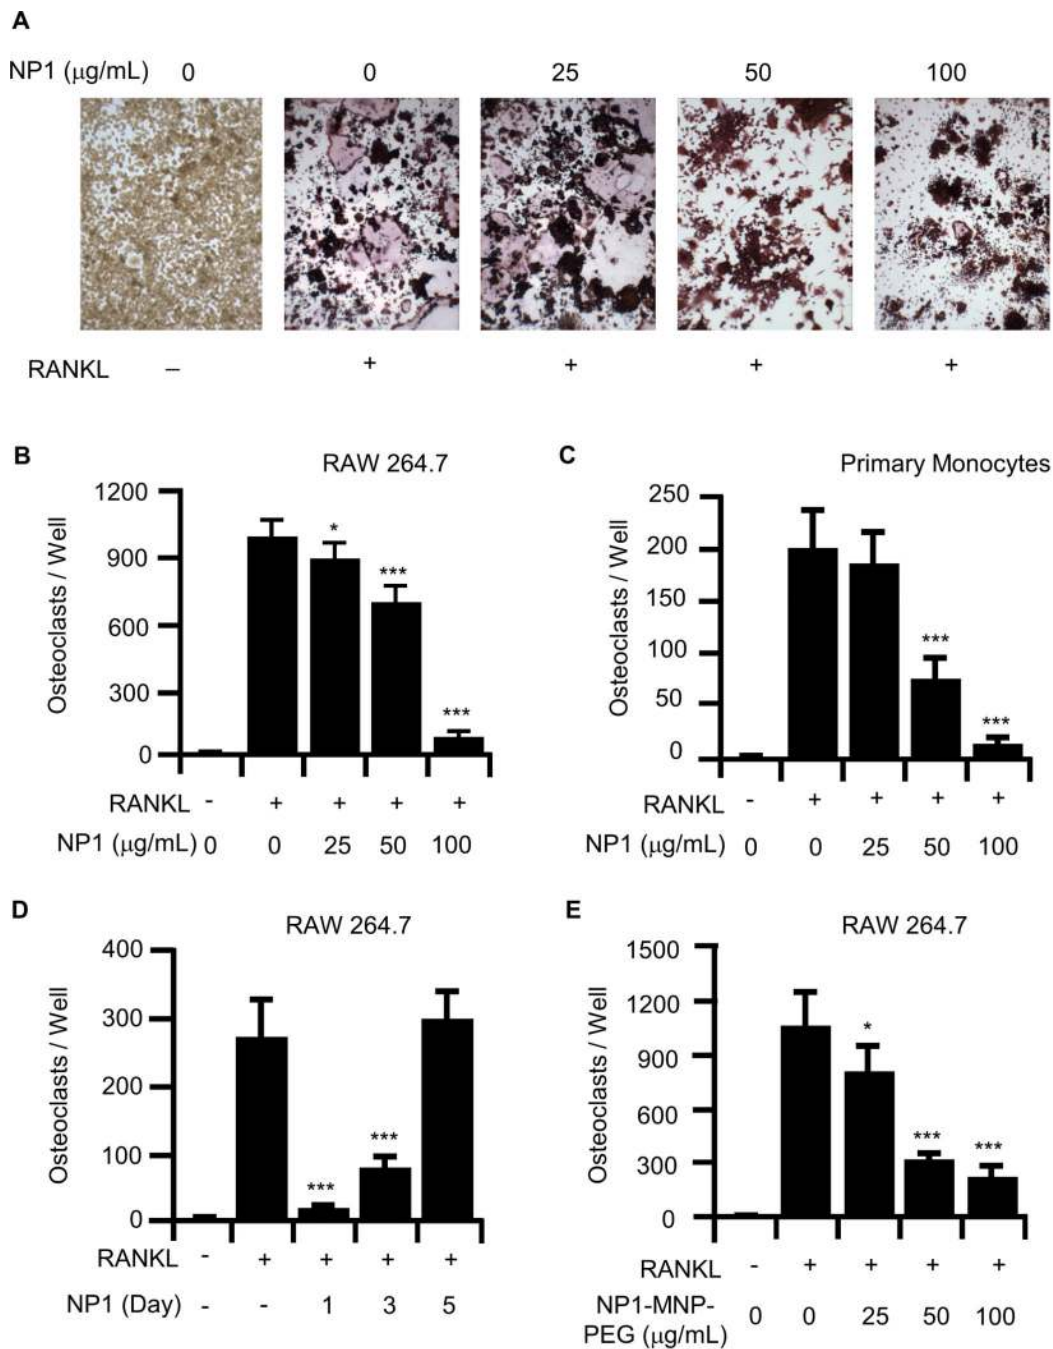 A
NP1 (μg/mL) 0 0 25 50 100
RANKL – + + + +
B
RAW 264.7
Osteoclasts / Well
1200
900
600
300
0
* *** ***
RANKL - + + + +
NP1 (μg/mL) 0 0 25 50 100
C
Primary Monocytes
Osteoclasts / Well
250
200
150
100
50
0
*** ***
RANKL - + + + +
NP1 (μg/mL) 0 0 25 50 100
D
RAW 264.7
Osteoclasts / Well
400
300
200
100
0
*** ***
RANKL - + + + +
NP1 (Day) - - 1 3 5
E
RAW 264.7
Osteoclasts / Well
1500
1200
900
600
300
0
* *** ***
RANKL - + + + +
NP1-MNP-
PEG (μg/mL) 0 0 25 50 100